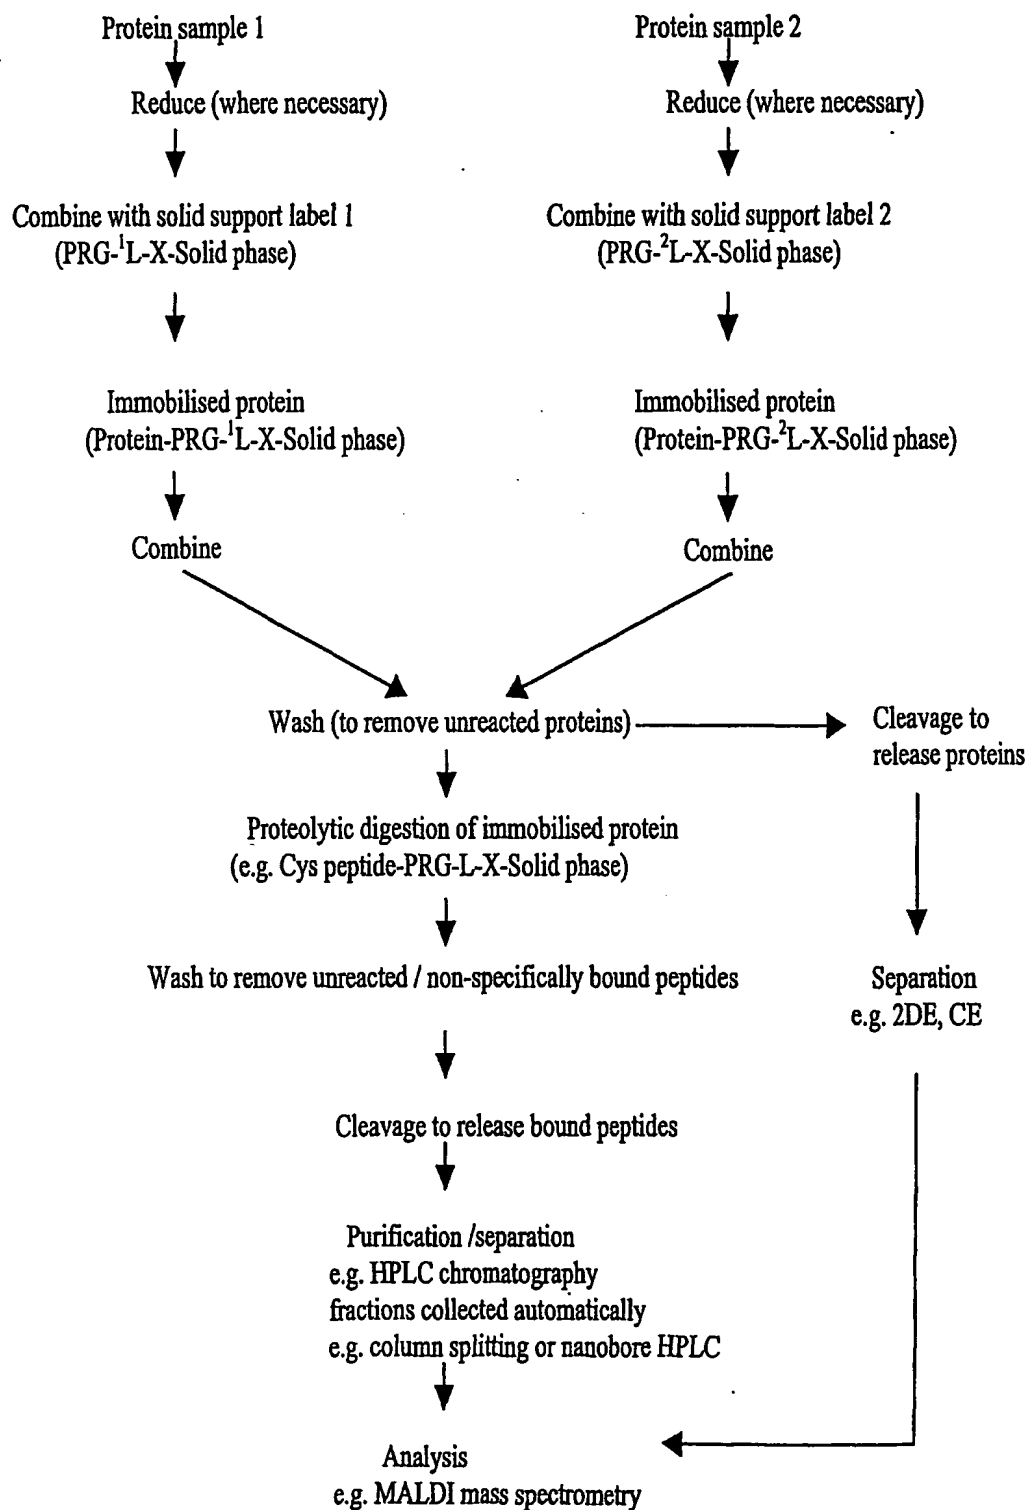 Protein sample 1
Reduce (where necessary)
Combine with solid support label 1
(PRG-¹L-X-Solid phase)
Immobilised protein
(Protein-PRG-¹L-X-Solid phase)
Combine
Protein sample 2
Reduce (where necessary)
Combine with solid support label 2
(PRG-²L-X-Solid phase)
Immobilised protein
(Protein-PRG-²L-X-Solid phase)
Combine
Wash (to remove unreacted proteins)
Proteolytic digestion of immobilised protein
(e.g. Cys peptide-PRG-L-X-Solid phase)
Wash to remove unreacted / non-specifically bound peptides
Cleavage to release bound peptides
Purification /separation
e.g. HPLC chromatography
fractions collected automatically
e.g. column splitting or nanobore HPLC
Cleavage to
release proteins
Separation
e.g. 2DE, CE
Analysis
e.g. MALDI mass spectrometry